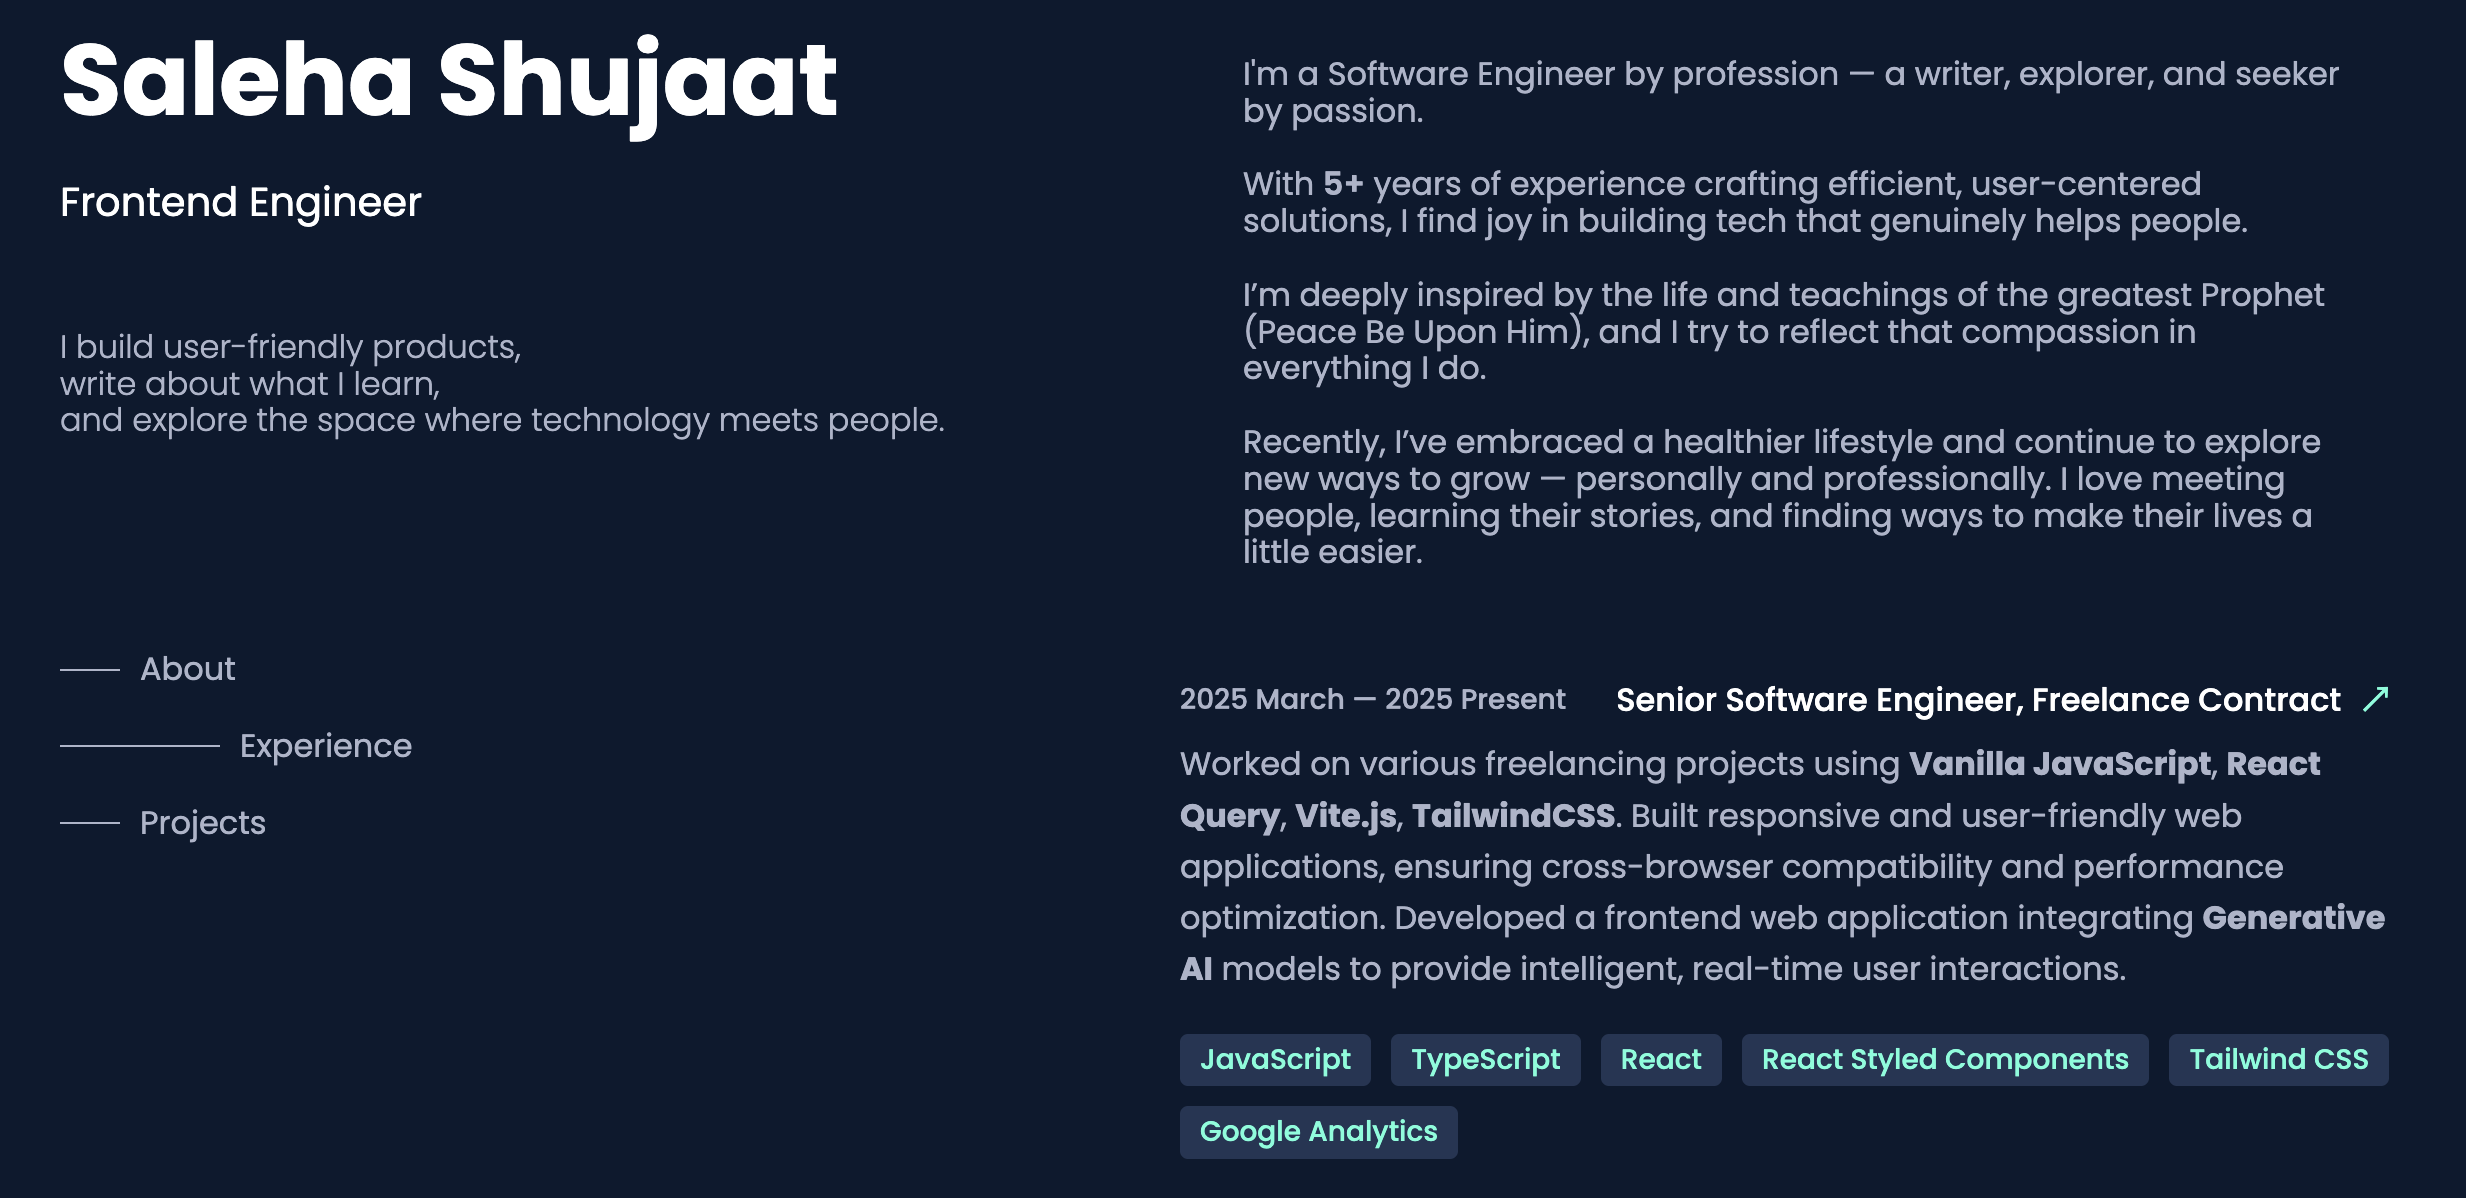 Saleha Shujaat
Frontend Engineer
I build user-friendly products,
write about what I learn,
and explore the space where technology meets people.
About
Experience
Projects
I'm a Software Engineer by profession — a writer, explorer, and seeker
by passion.
With 5+ years of experience crafting efficient, user-centered
solutions, I find joy in building tech that genuinely helps people.
I’m deeply inspired by the life and teachings of the greatest Prophet
(Peace Be Upon Him), and I try to reflect that compassion in
everything I do.
Recently, I’ve embraced a healthier lifestyle and continue to explore
new ways to grow — personally and professionally. I love meeting
people, learning their stories, and finding ways to make their lives a
little easier.
2025 March — 2025 Present Senior Software Engineer, Freelance Contract ↗
Worked on various freelancing projects using Vanilla JavaScript, React
Query, Vite.js, TailwindCSS. Built responsive and user-friendly web
applications, ensuring cross-browser compatibility and performance
optimization. Developed a frontend web application integrating Generative
AI models to provide intelligent, real-time user interactions.
JavaScript TypeScript React React Styled Components Tailwind CSS
Google Analytics